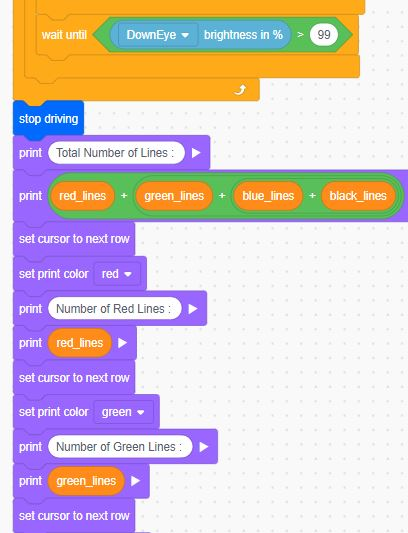 wait until DownEye brightness in % > 99
stop driving
print Total Number of Lines :
print red_lines + green_lines + blue_lines + black_lines
set cursor to next row
set print color red
print Number of Red Lines :
print red_lines
set cursor to next row
set print color green
print Number of Green Lines :
print green_lines
set cursor to next row